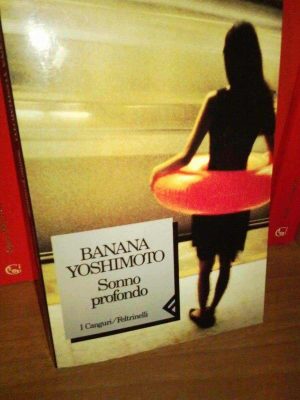 BANANA
YOSHIMOTO
Sonno
profondo
I Canguri/Feltrinelli